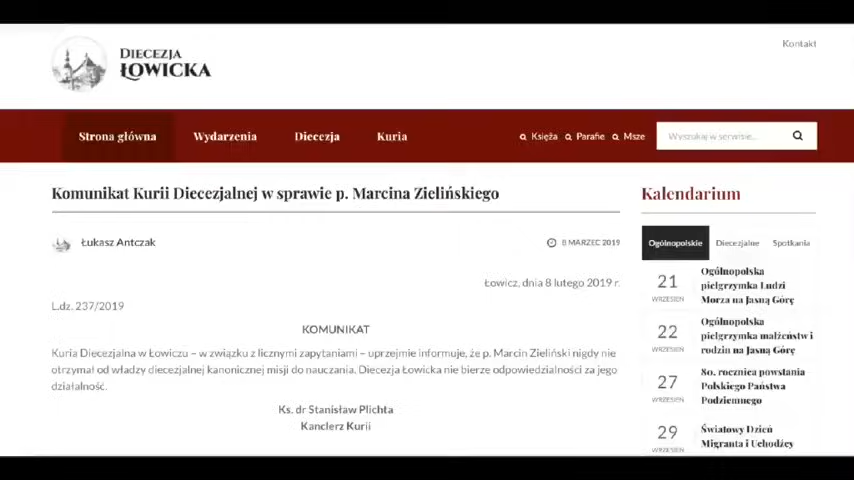 Diecezja
Łowicka
Kontakt
Strona główna Wydarzenia Diecezja Kuria Księża Parafie Msze Wyszukaj w serwisie...
Komunikat Kurii Diecezjalnej w sprawie p. Marcina Zielińskiego
Łukasz Antczak 8 MARZEC 2019
Łowicz, dnia 8 lutego 2019 r.
L.dz. 237/2019
KOMUNIKAT
Kuria Diecezjalna w Łowiczu – w związku z licznymi zapytaniami – uprzejmie informuje, że p. Marcin Zieliński nigdy nie
otrzymał od władzy diecezjalnej kanonicznej misji do nauczania. Diecezja Łowicka nie bierze odpowiedzialności za jego
działalność.
Ks. dr Stanisław Plichta
Kanclerz Kurii
Kalendarium
Ogólnopolskie Diecezjalne Spotkania
21
WRZESIEŃ
Ogólnopolska
pielgrzymka Ludzi
Morza na Jasną Górę
22
WRZESIEŃ
Ogólnopolska
pielgrzymka małżeństw i
rodzin na Jasną Górę
27
WRZESIEŃ
80. rocznica powstania
Polskiego Państwa
Podziemnego
29
WRZESIEŃ
Światowy Dzień
Migranta i Uchodźcy